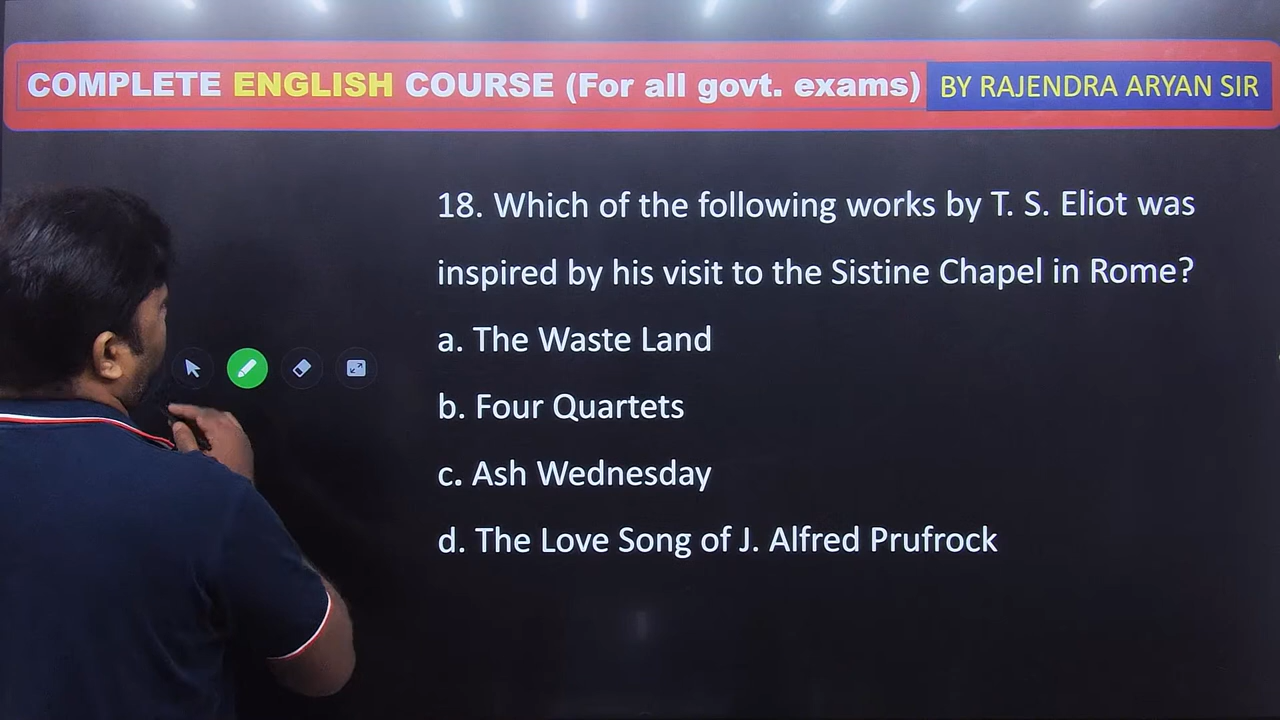 COMPLETE ENGLISH COURSE (For all govt. exams) BY RAJENDRA ARYAN SIR
18. Which of the following works by T. S. Eliot was
inspired by his visit to the Sistine Chapel in Rome?
a. The Waste Land
b. Four Quartets
c. Ash Wednesday
d. The Love Song of J. Alfred Prufrock